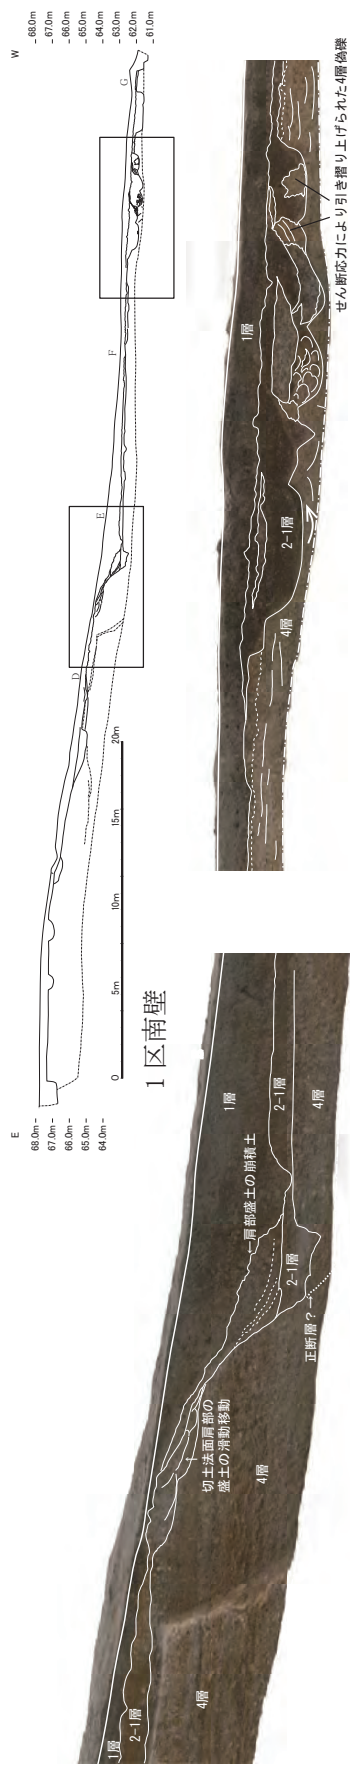 W
68.0m
67.0m
66.0m
65.0m
64.0m
63.0m
62.0m
61.0m
G
F
E
D
20m
15m
10m
5m
0
1区南壁
E
68.0m
67.0m
66.0m
65.0m
64.0m
1層
2-1層
4層
せん断応力により引き摺り上げられた4層偽礫
1層
2-1層
4層
←肩部盛土の崩積土
2-1層
正断層？→
切土法面肩部の
盛土の滑動移動
4層
1層
2-1層
4層